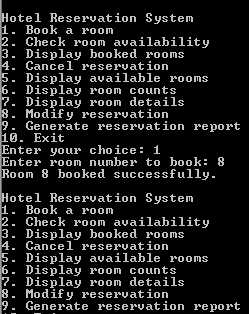 Hotel Reservation System
1. Book a room
2. Check room availability
3. Display booked rooms
4. Cancel reservation
5. Display available rooms
6. Display room counts
7. Display room details
8. Modify reservation
9. Generate reservation report
10. Exit
Enter your choice: 1
Enter room number to book: 8
Room 8 booked successfully.
Hotel Reservation System
1. Book a room
2. Check room availability
3. Display booked rooms
4. Cancel reservation
5. Display available rooms
6. Display room counts
7. Display room details
8. Modify reservation
9. Generate reservation report